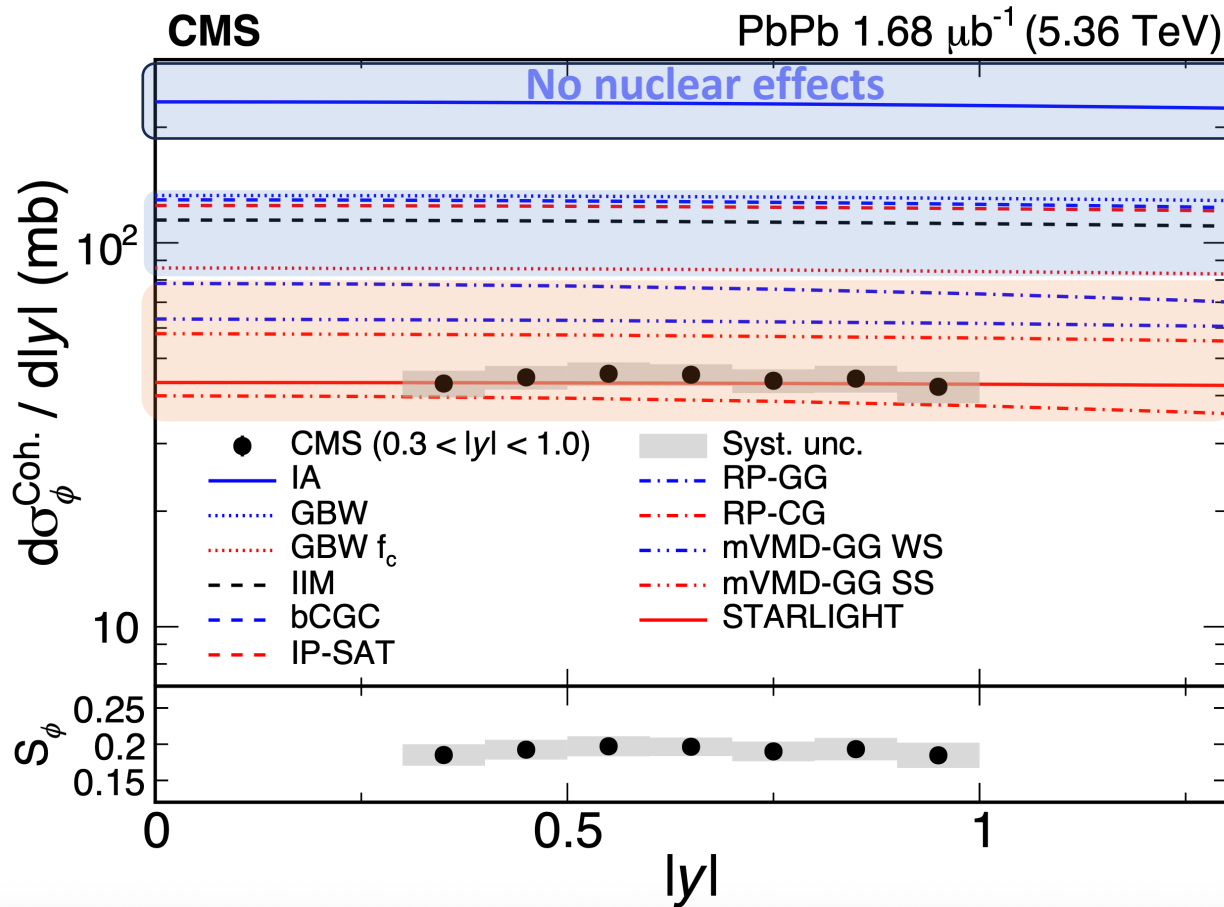 CMS PbPb 1.68 μb⁻¹ (5.36 TeV)
No nuclear effects
dσ_ϕ^Coh. / d|y| (mb)
10²
10
CMS (0.3 < |y| < 1.0)
IA
GBW
GBW f_c
IIM
bCGC
IP-SAT
Syst. unc.
RP-GG
RP-CG
mVMD-GG WS
mVMD-GG SS
STARLIGHT
S_ϕ
0.25
0.2
0.15
0 0.5 1
|y|